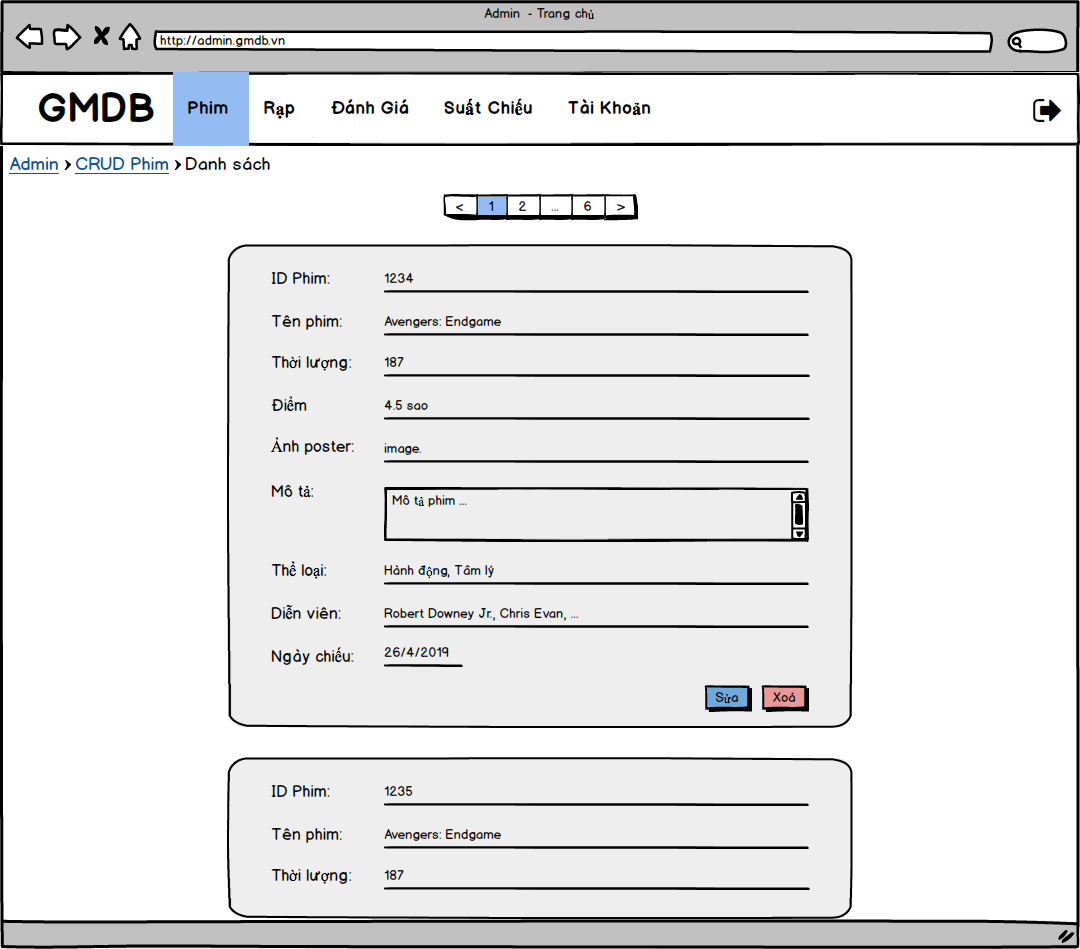 Admin - Trang chủ
http://admin.gmdb.vn
GMDB Phim Rạp Đánh Giá Suất Chiếu Tài Khoản
Admin › CRUD Phim › Danh sách
< 1 2 ... 6 >
ID Phim: 1234
Tên phim: Avengers: Endgame
Thời lượng: 187
Điểm 4.5 sao
Ảnh poster: image.
Mô tả: Mô tả phim ...
Thể loại: Hành động, Tâm lý
Diễn viên: Robert Downey Jr., Chris Evan, ...
Ngày chiếu: 26/4/2019
Sửa Xoá
ID Phim: 1235
Tên phim: Avengers: Endgame
Thời lượng: 187